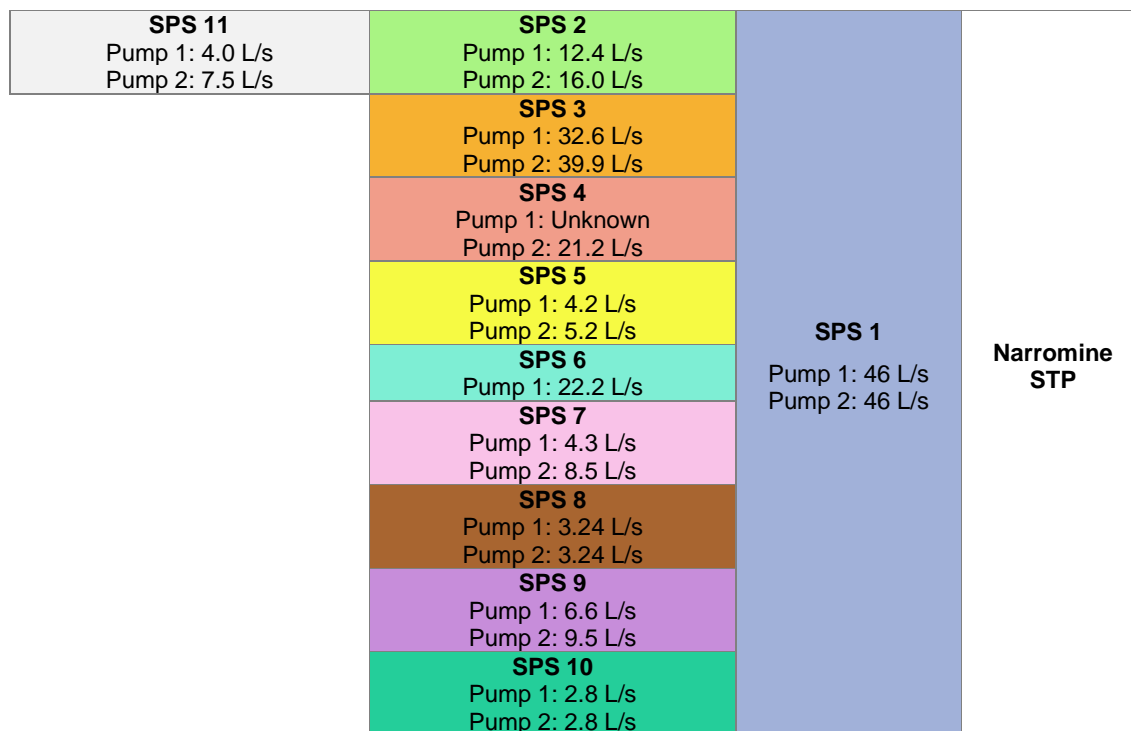 SPS 11
Pump 1: 4.0 L/s
Pump 2: 7.5 L/s
SPS 2
Pump 1: 12.4 L/s
Pump 2: 16.0 L/s
SPS 3
Pump 1: 32.6 L/s
Pump 2: 39.9 L/s
SPS 4
Pump 1: Unknown
Pump 2: 21.2 L/s
SPS 5
Pump 1: 4.2 L/s
Pump 2: 5.2 L/s
SPS 6
Pump 1: 22.2 L/s
SPS 7
Pump 1: 4.3 L/s
Pump 2: 8.5 L/s
SPS 8
Pump 1: 3.24 L/s
Pump 2: 3.24 L/s
SPS 9
Pump 1: 6.6 L/s
Pump 2: 9.5 L/s
SPS 10
Pump 1: 2.8 L/s
Pump 2: 2.8 L/s
SPS 1
Pump 1: 46 L/s
Pump 2: 46 L/s
Narromine
STP